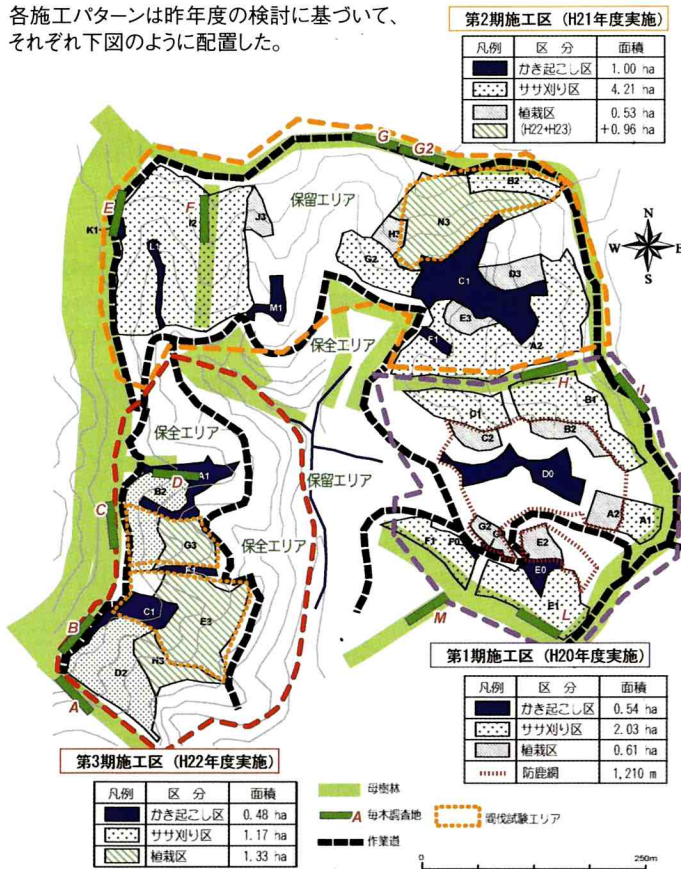 各施工パターンは昨年度の検討に基づいて、
それぞれ下図のように配置した。
第2期施工区 (H21年度実施)
凡例 区 分 面積
かき起こし区 1.00 ha
ササ刈り区 4.21 ha
植栽区 0.53 ha
(H22+H23) +0.96 ha
G
G2
E
F
K1
I2
J3
L1
保留エリア
B2
N3
H3
G2
D3
C1
M1
E3
F1
A2
N
W E
S
保全エリア
H
I
保全エリア
C1
B1
C2
B2
A1
D
B2
D0
保留エリア
C
A2
A1
G3
保全エリア
F1
F0
G2
E2
F1
E0
C1
E3
E1
B
M
L
H3
D2
A
第1期施工区 (H20年度実施)
凡例 区 分 面積
かき起こし区 0.54 ha
ササ刈り区 2.03 ha
植栽区 0.61 ha
防鹿網 1,210 m
第3期施工区 (H22年度実施)
凡例 区 分 面積
かき起こし区 0.48 ha
ササ刈り区 1.17 ha
植栽区 1.33 ha
母樹林
A 毎木調査地
作業道
伐試験エリア
0 250m